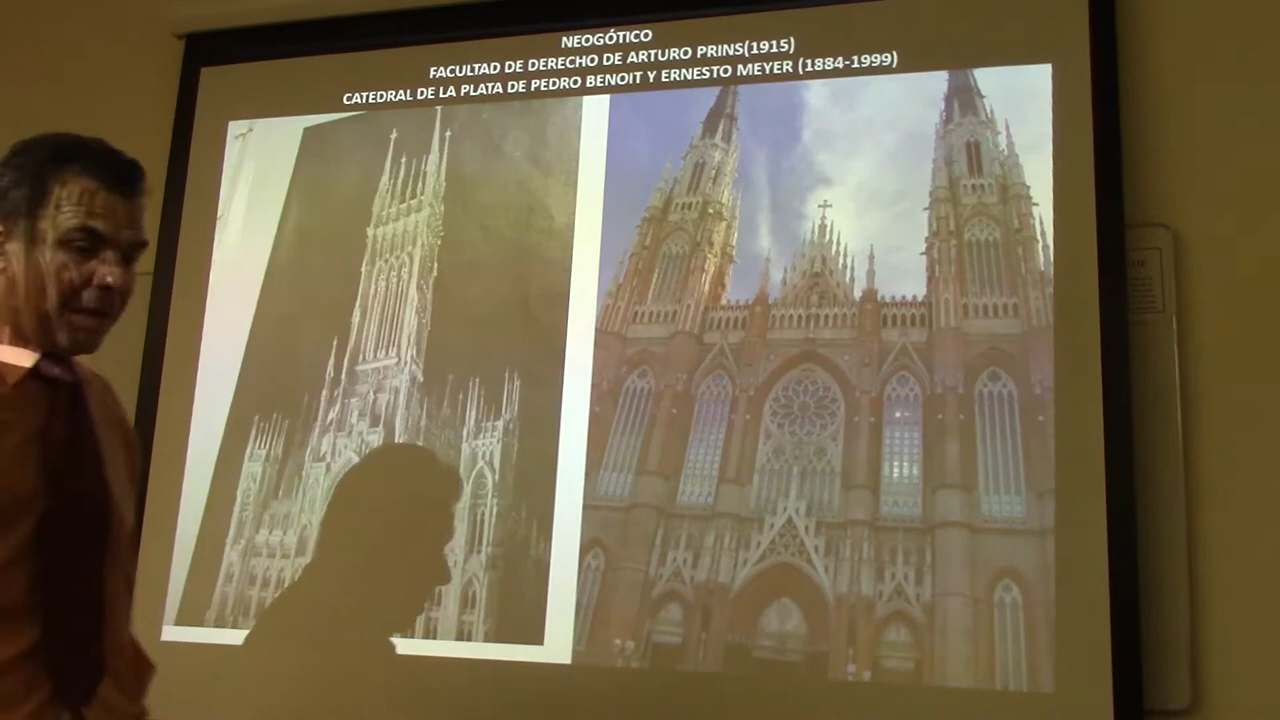 NEOGÓTICO
FACULTAD DE DERECHO DE ARTURO PRINS(1915)
CATEDRAL DE LA PLATA DE PEDRO BENOIT Y ERNESTO MEYER (1884-1999)